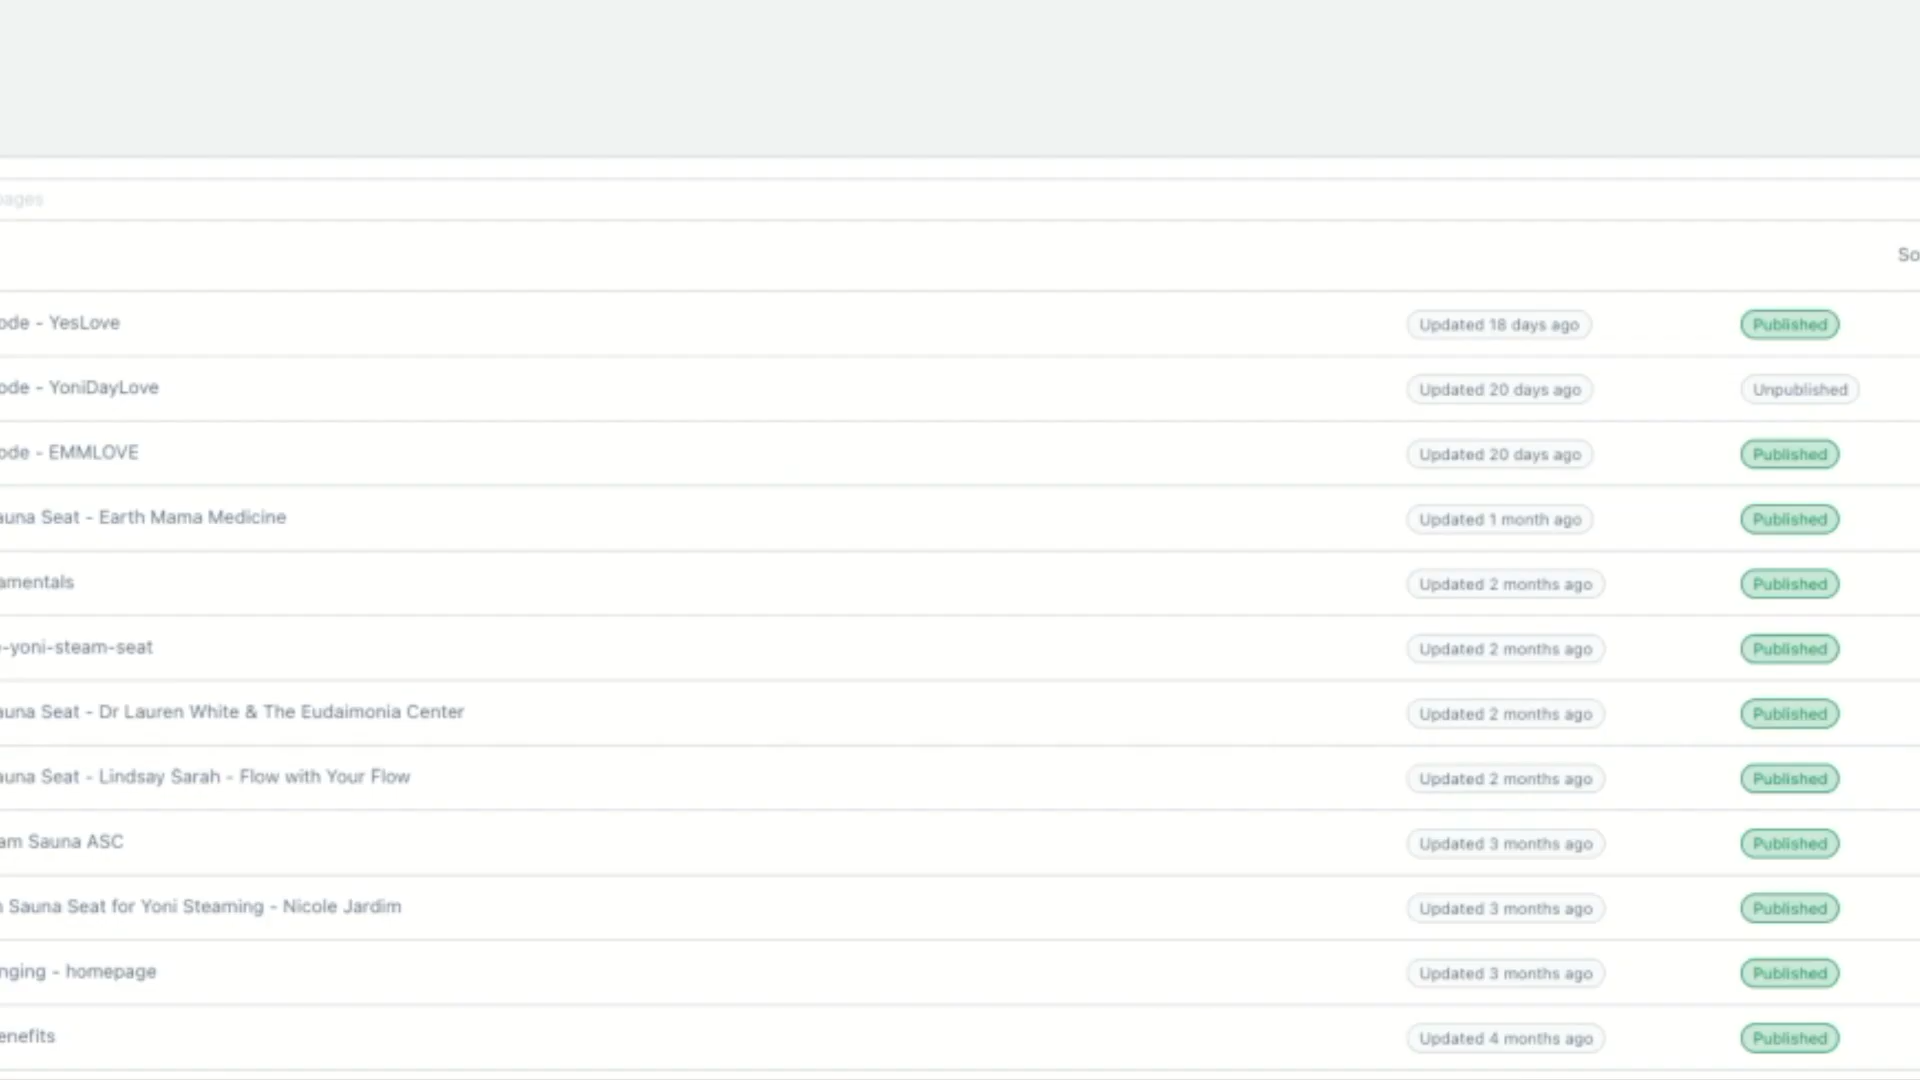 pages
So
ode - YesLove Updated 18 days ago Published
ode - YoniDayLove Updated 20 days ago Unpublished
ode - EMMLOVE Updated 20 days ago Published
auna Seat - Earth Mama Medicine Updated 1 month ago Published
amentals Updated 2 months ago Published
-yoni-steam-seat Updated 2 months ago Published
auna Seat - Dr Lauren White & The Eudaimonia Center Updated 2 months ago Published
auna Seat - Lindsay Sarah - Flow with Your Flow Updated 2 months ago Published
am Sauna ASC Updated 3 months ago Published
Sauna Seat for Yoni Steaming - Nicole Jardim Updated 3 months ago Published
nging - homepage Updated 3 months ago Published
enefits Updated 4 months ago Published